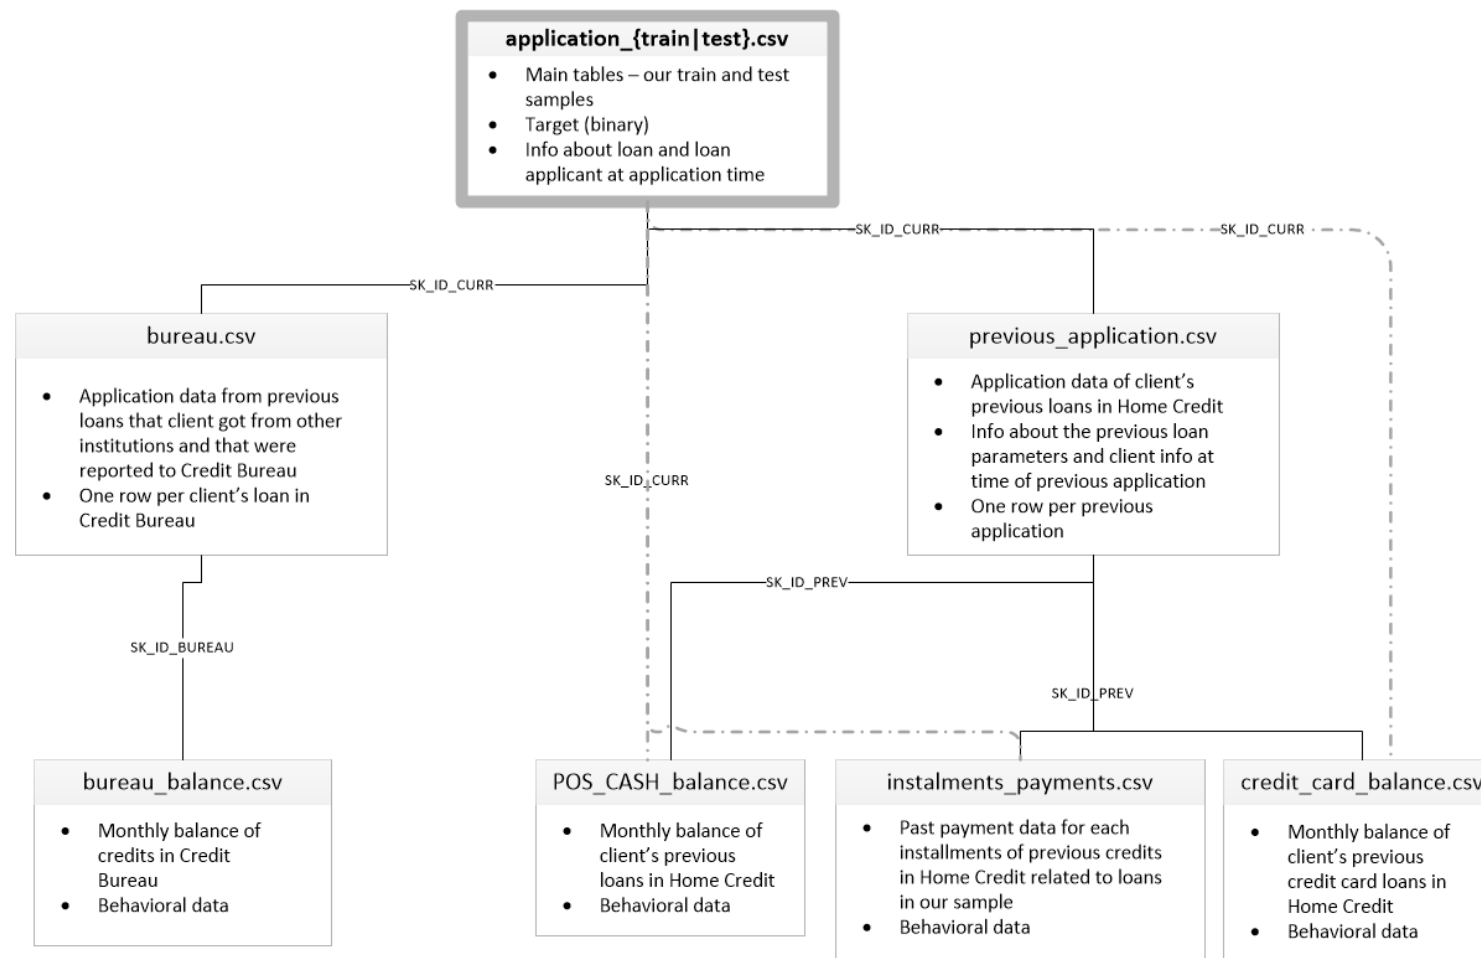 application_{train|test}.csv
• Main tables – our train and test
samples
• Target (binary)
• Info about loan and loan
applicant at application time
SK_ID_CURR
SK_ID_CURR
SK_ID_CURR
bureau.csv
• Application data from previous
loans that client got from other
institutions and that were
reported to Credit Bureau
• One row per client’s loan in
Credit Bureau
previous_application.csv
• Application data of client’s
previous loans in Home Credit
• Info about the previous loan
parameters and client info at
time of previous application
• One row per previous
application
SK_ID_CURR
SK_ID_PREV
SK_ID_BUREAU
SK_ID_PREV
bureau_balance.csv
• Monthly balance of
credits in Credit
Bureau
• Behavioral data
POS_CASH_balance.csv
• Monthly balance of
client’s previous
loans in Home Credit
• Behavioral data
instalments_payments.csv
• Past payment data for each
installments of previous credits
in Home Credit related to loans
in our sample
• Behavioral data
credit_card_balance.csv
• Monthly balance of
client’s previous
credit card loans in
Home Credit
• Behavioral data